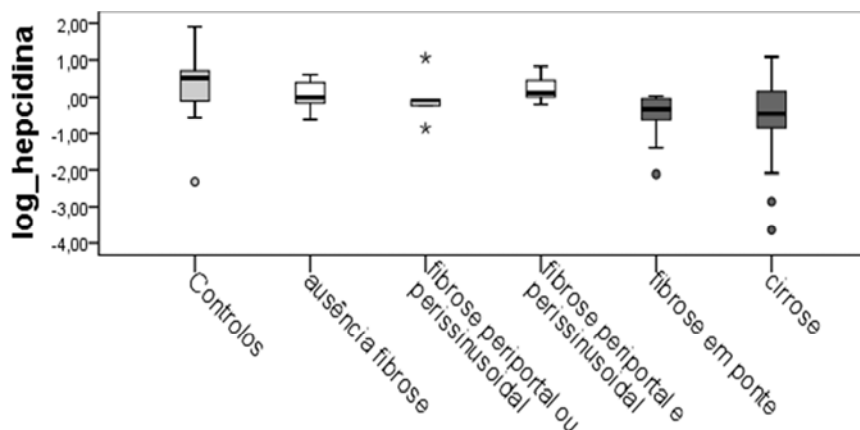 2,00
1,00
,00
-1,00
-2,00
-3,00
-4,00
log_hepcidina
Controlos
ausência fibrose
fibrose periportal ou
perissinusoidal
fibrose periportal e
perissinusoidal
fibrose em ponte
cirrose